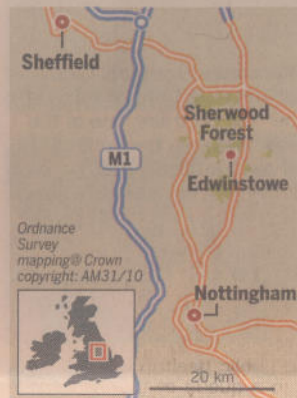 Sheffield
Sherwood
Forest
M1
Edwinstowe
Ordnance
Survey
mapping@ Crown
copyright: AM31/10
Nottingham
20 km